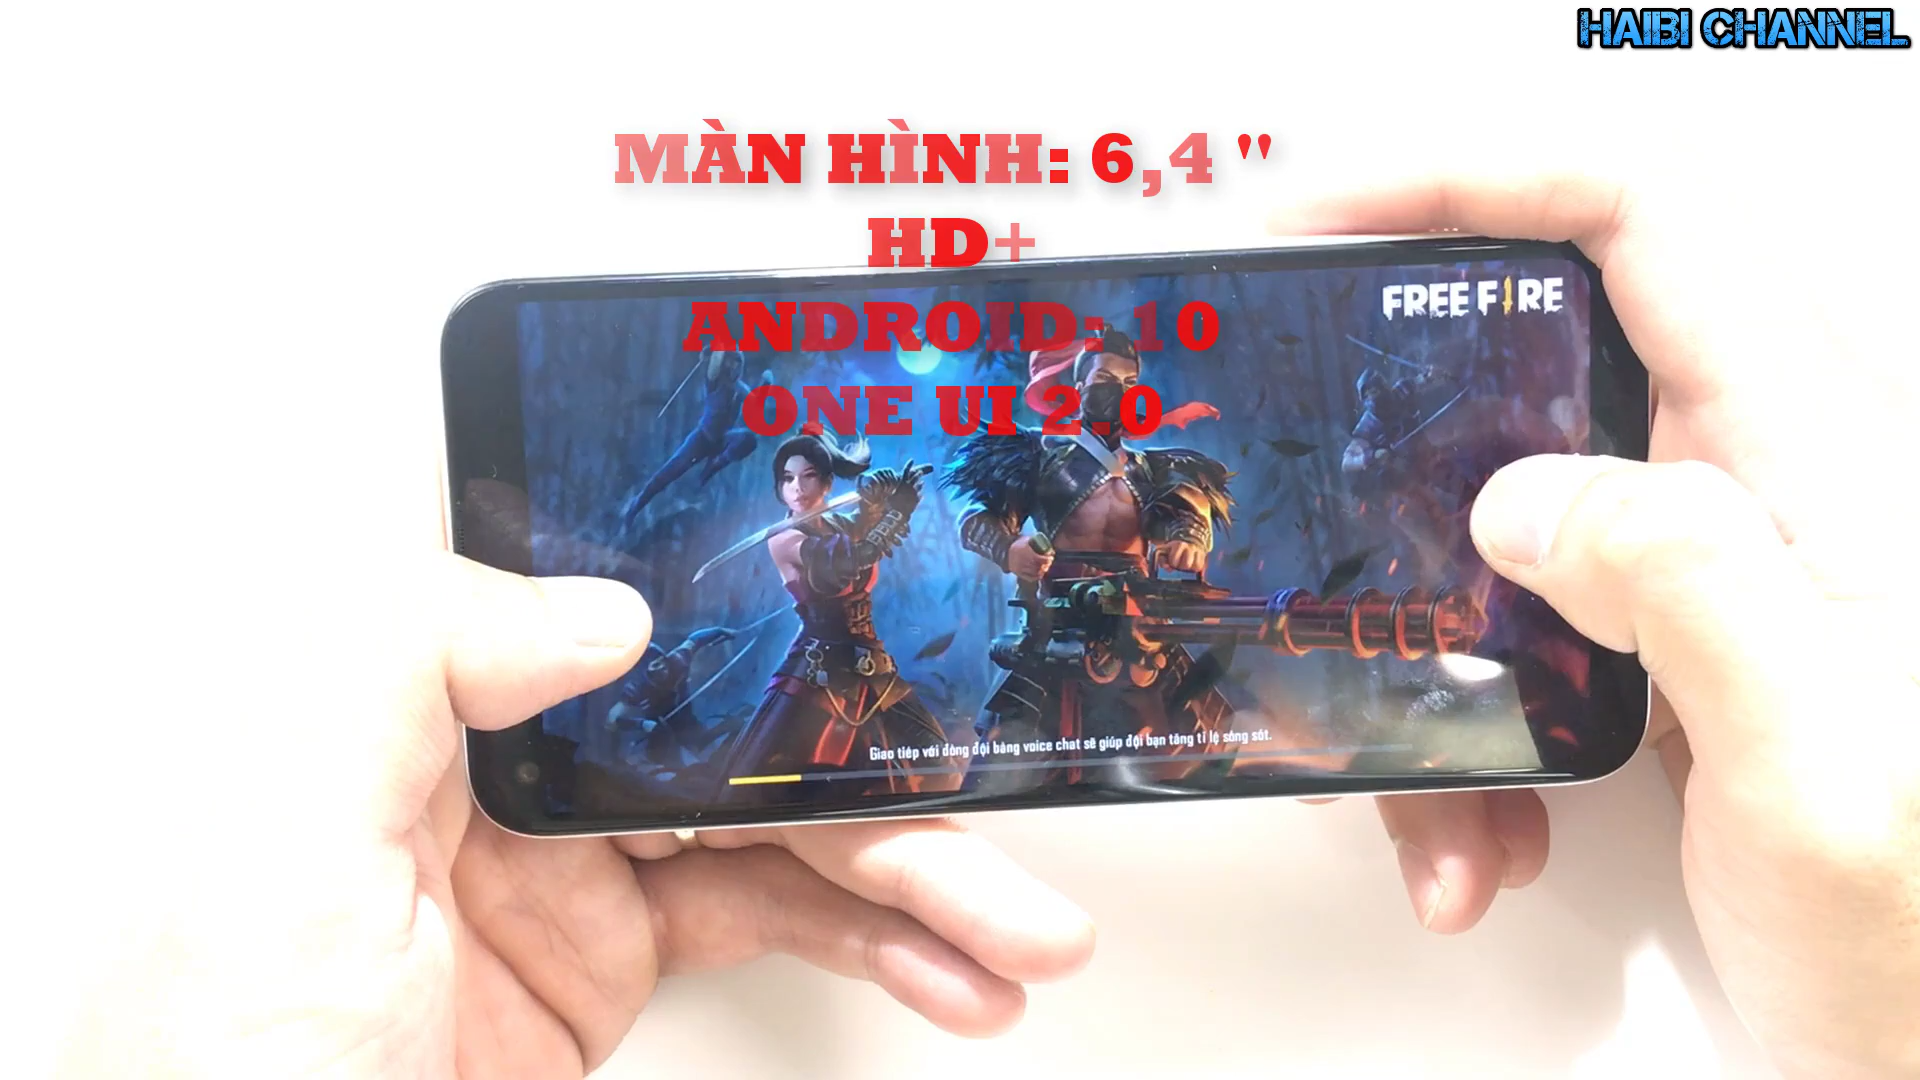 HAIBI CHANNEL
MÀN HÌNH: 6,4 "
HD+
ANDROID: 10
ONE UI 2.0
FREE FIRE
Giao tiếp với đồng đội bằng voice chat sẽ giúp đội bạn tăng tỉ lệ sống sót.